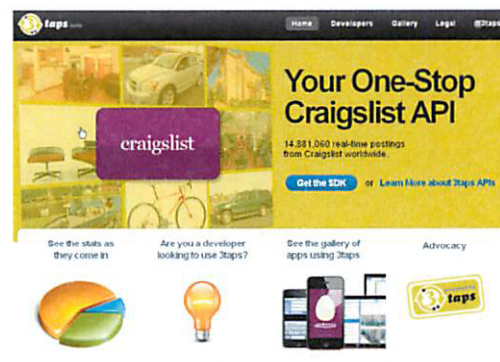 3taps
Home Developers Gallery Legal @3taps
Your One-Stop
Craigslist API
craigslist
14,881,060 real-time postings
from Craigslist worldwide.
Get the SDK or Learn More about 3taps APIs
See the stats as
they come in
Are you a developer
looking to use 3taps?
See the gallery of
apps using 3taps
Advocacy
3taps